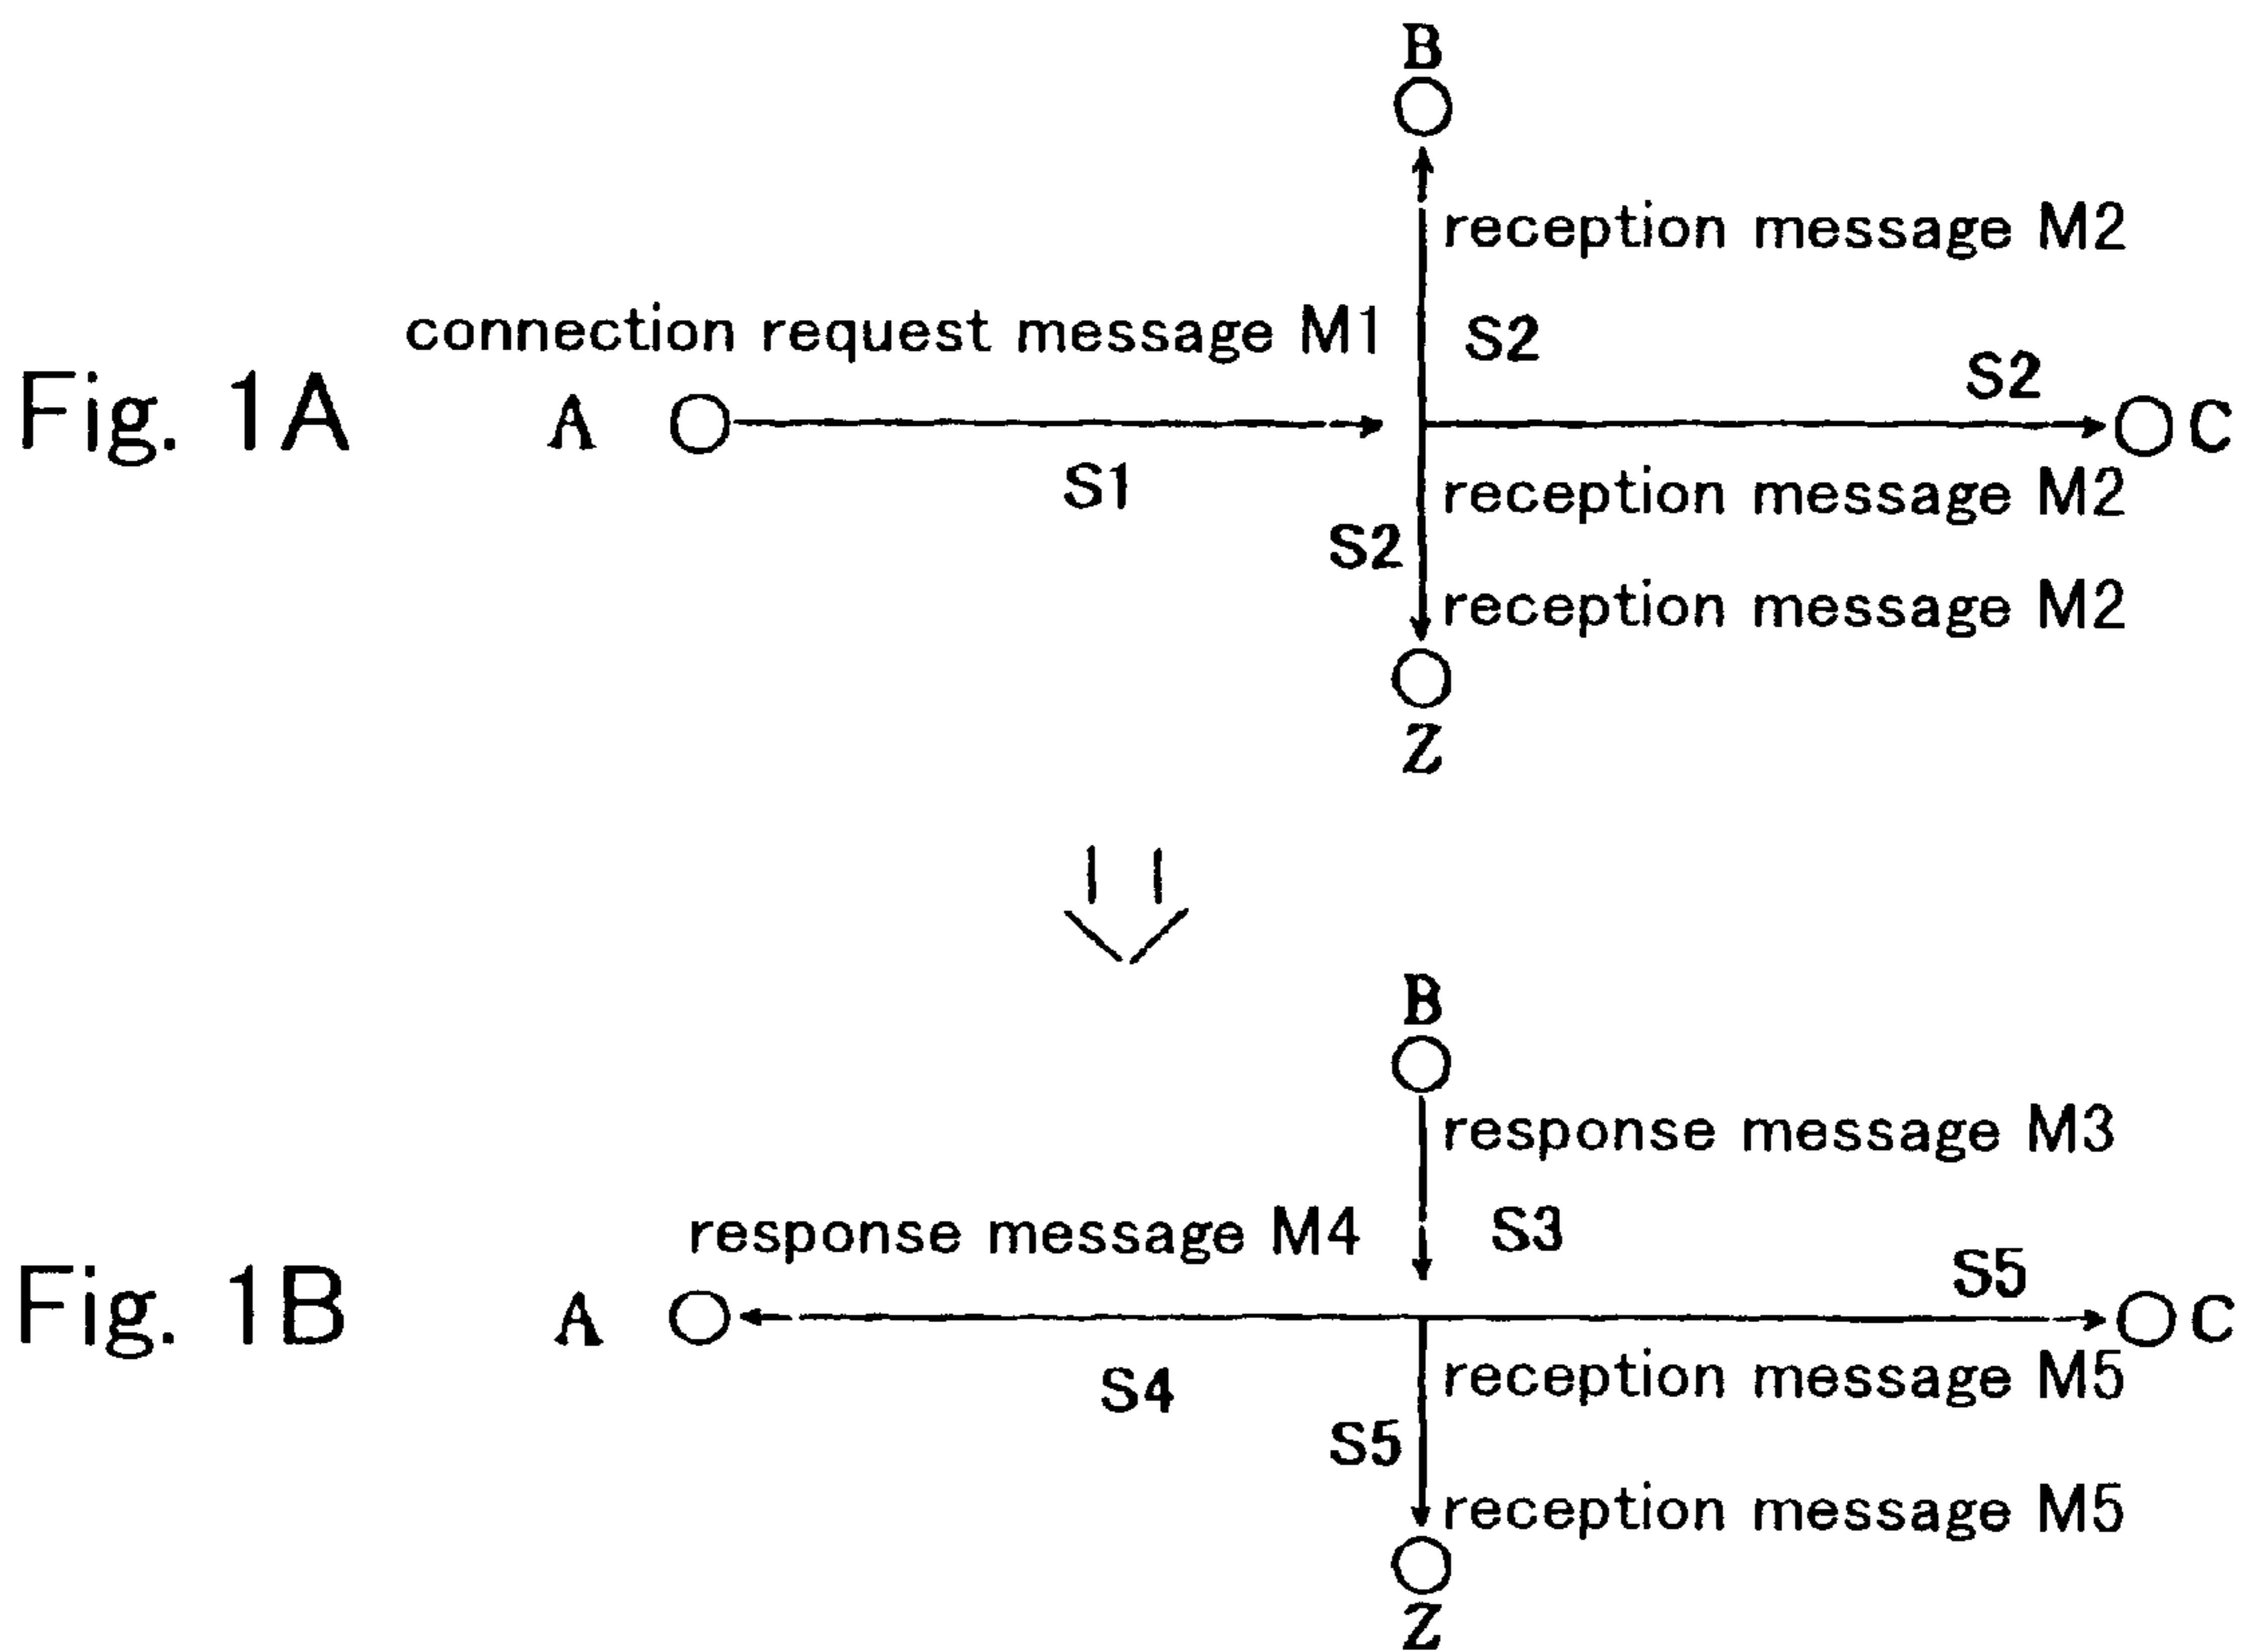 B
reception message M2
connection request message M1
S2
S2
Fig. 1A
A
C
S1
reception message M2
S2
reception message M2
Z
B
response message M3
response message M4
S3
S5
Fig. 1B
A
C
reception message M5
S4
S5
reception message M5
Z